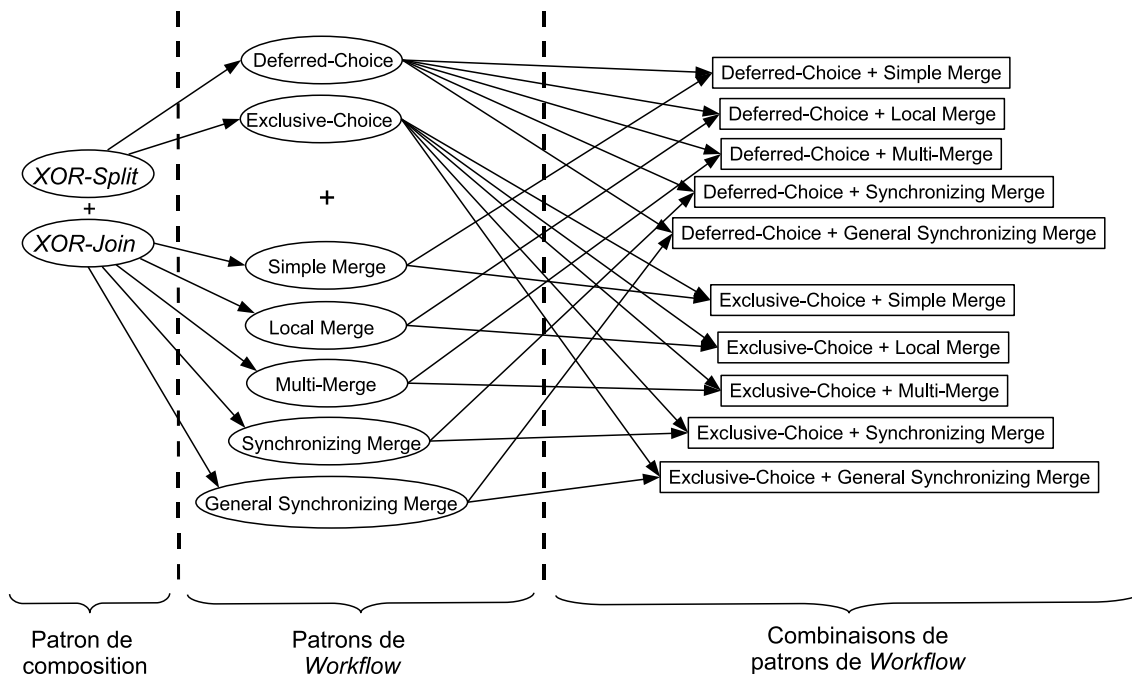 XOR-Split
+
XOR-Join
Deferred-Choice
Exclusive-Choice
+
Simple Merge
Local Merge
Multi-Merge
Synchronizing Merge
General Synchronizing Merge
Deferred-Choice + Simple Merge
Deferred-Choice + Local Merge
Deferred-Choice + Multi-Merge
Deferred-Choice + Synchronizing Merge
Deferred-Choice + General Synchronizing Merge
Exclusive-Choice + Simple Merge
Exclusive-Choice + Local Merge
Exclusive-Choice + Multi-Merge
Exclusive-Choice + Synchronizing Merge
Exclusive-Choice + General Synchronizing Merge
Patron de
composition
Patrons de
Workflow
Combinaisons de
patrons de Workflow